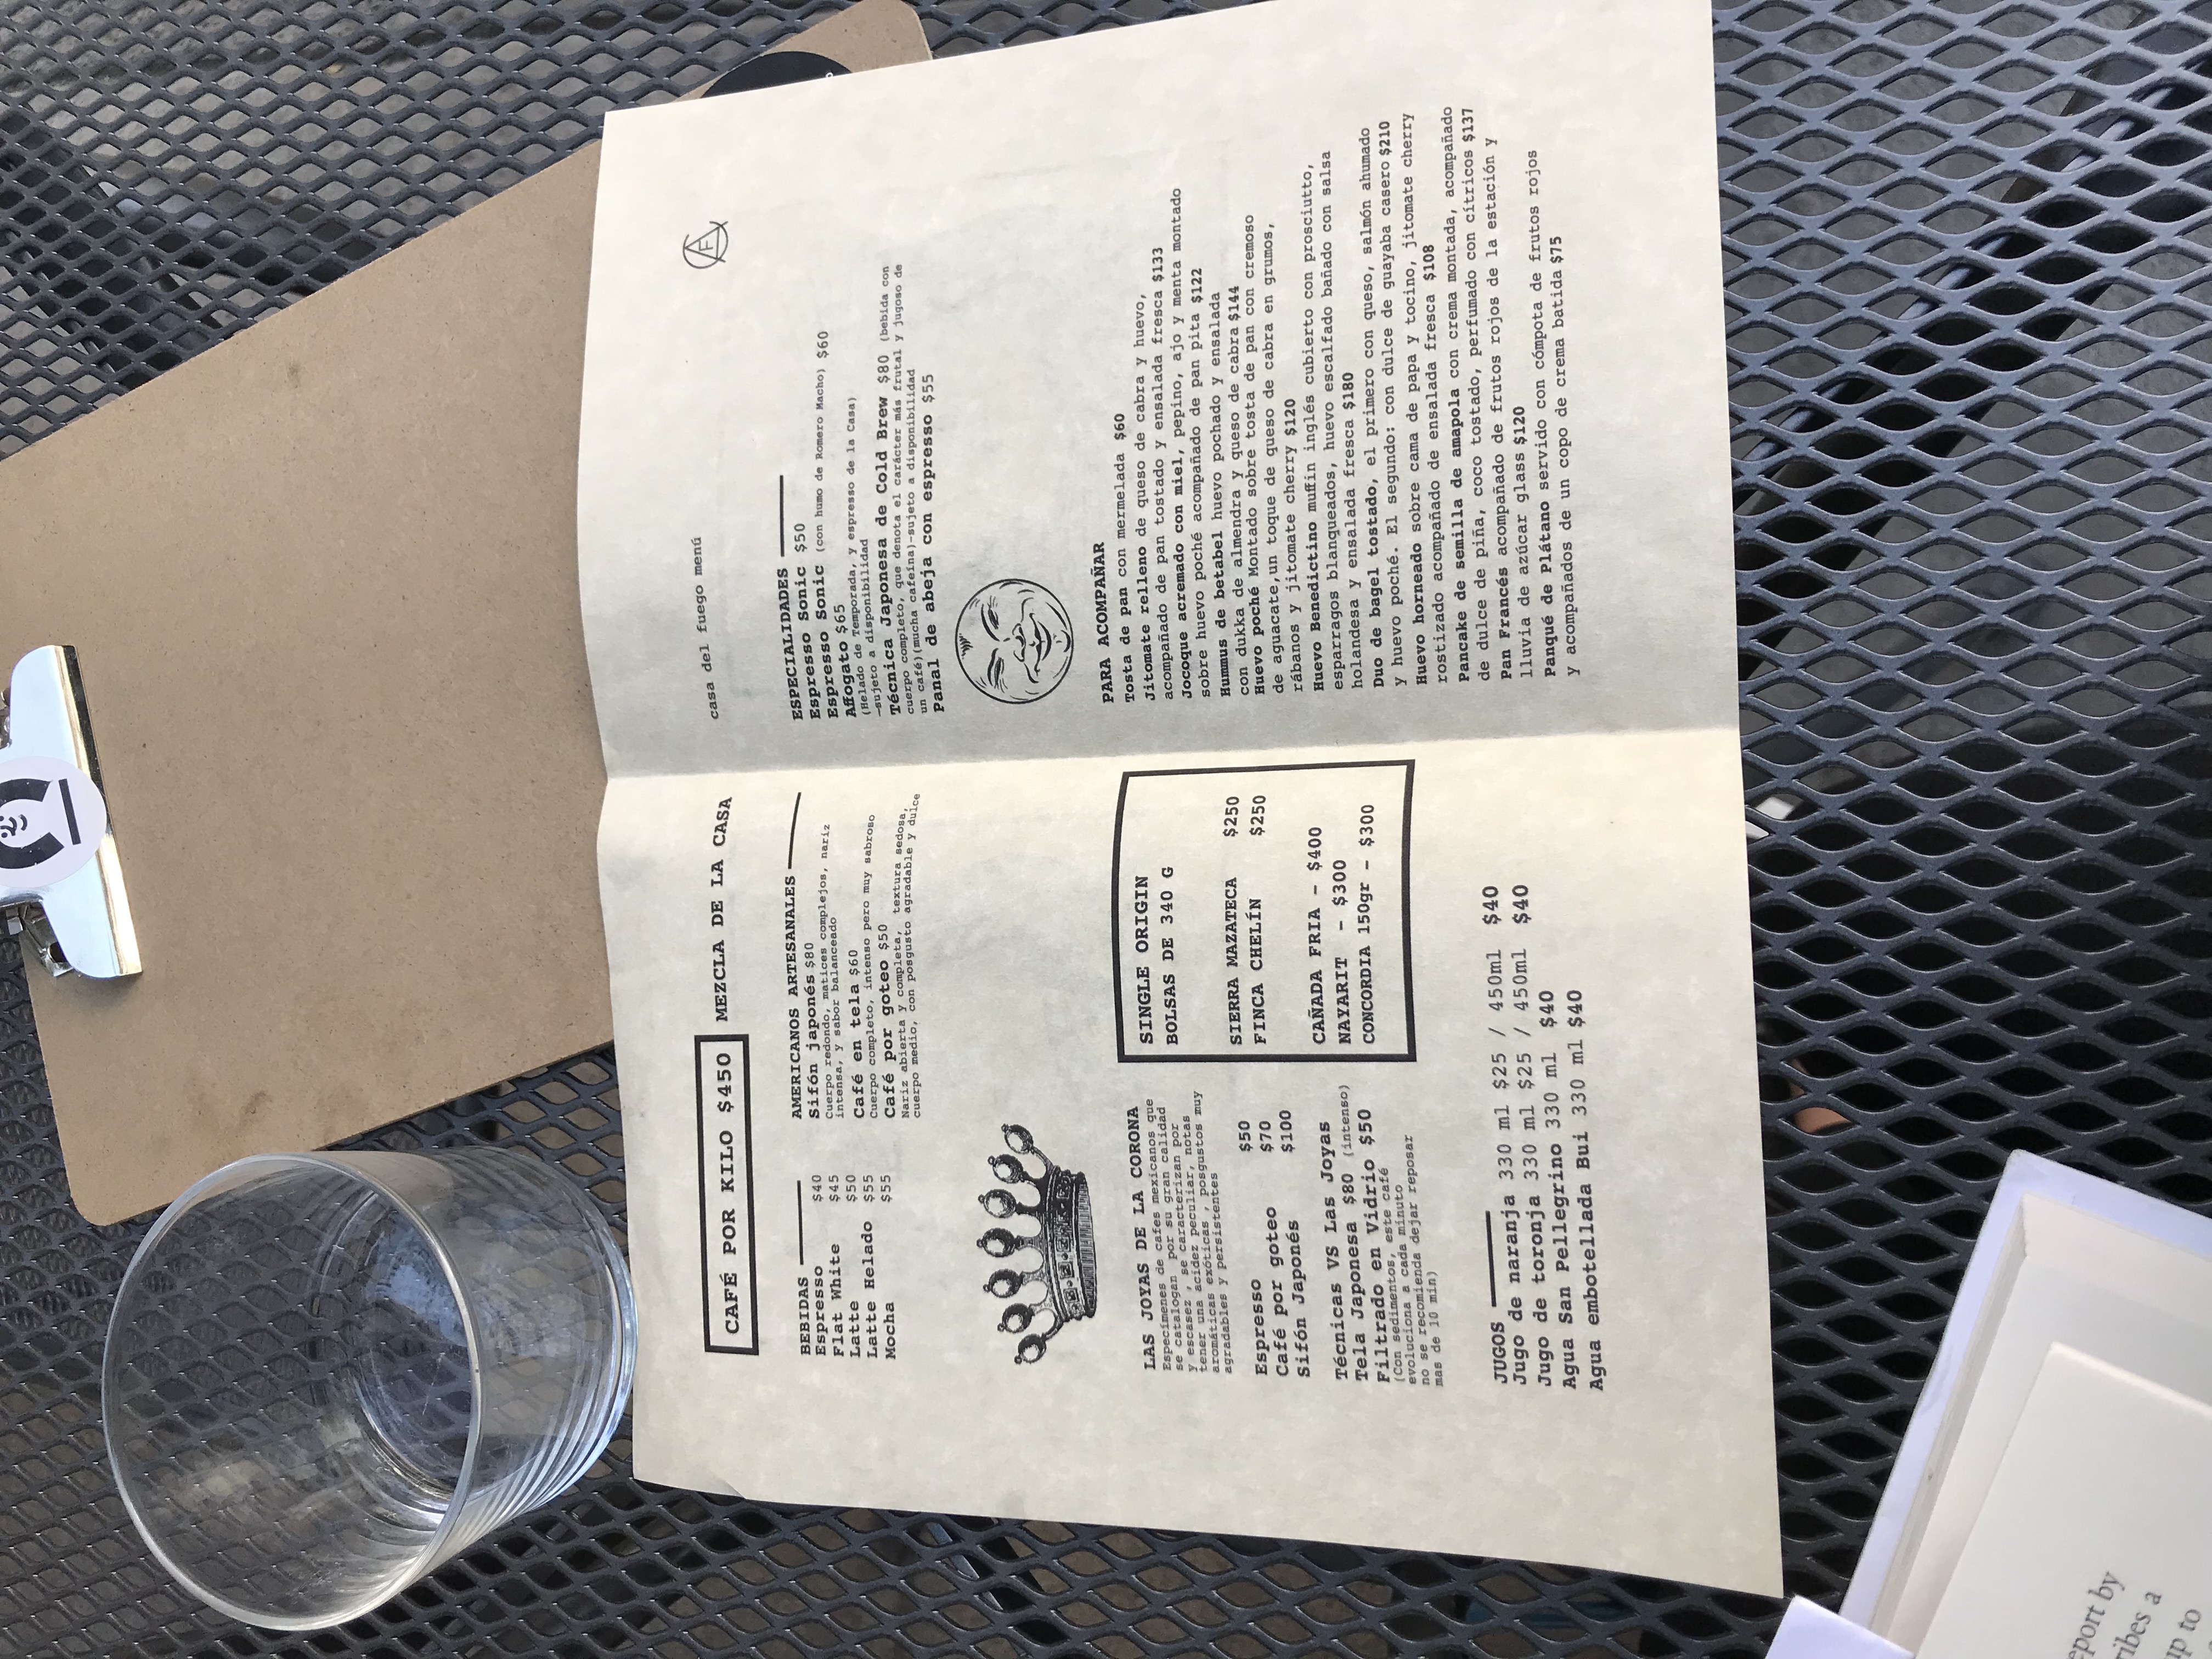 CAFÉ POR KILO $450 MEZCLA DE LA CASA
BEBIDAS
Espresso $40
Flat White $45
Latte $50
Latte Helado $55
Mocha $55
AMERICANOS ARTESANALES
Sifón japonés $80
Cuerpo redondo, matices complejos, nariz
intensa, y sabor balanceado
Café en tela $60
Cuerpo completo, intenso pero muy sabroso
Café por goteo $50
Nariz abierta y completa, textura sedosa,
cuerpo medio, con posgusto agradable y dulce
LAS JOYAS DE LA CORONA
Especímenes de cafes mexicanos que
se catalogan por su gran calidad
y escasez , se caracterizan por
tener una acidez peculiar, notas
aromáticas exóticas , posgustos muy
agradables y persistentes
Espresso $50
Café por goteo $70
Sifón Japonés $100
Técnicas VS Las Joyas
Tela Japonesa $80 (intenso)
Filtrado en Vidrio $50
(Con sedimentos, este café
evoluciona a cada minuto
no se recomienda dejar reposar
mas de 10 min)
SINGLE ORIGIN
BOLSAS DE 340 G
SIERRA MAZATECA $250
FINCA CHELÍN $250
CAÑADA FRIA - $400
NAYARIT - $300
CONCORDIA 150gr - $300
JUGOS
Jugo de naranja 330 ml $25 / 450ml $40
Jugo de toronja 330 ml $25 / 450ml $40
Agua San Pellegrino 330 ml $40
Agua embotellada Bui 330 ml $40
casa del fuego menú
ESPECIALIDADES
Espresso Sonic $50
Espresso Sonic (con humo de Romero Macho) $60
Affogato $65
(Helado de Temporada, y espresso de la Casa)
-sujeto a disponibilidad
Técnica Japonesa de Cold Brew $80 (bebida con
cuerpo completo, que denota el carácter más frutal y jugoso de
un café)(mucha cafeína)-sujeto a disponibilidad
Panal de abeja con espresso $55
PARA ACOMPAÑAR
Tosta de pan con mermelada $60
Jitomate relleno de queso de cabra y huevo,
acompañado de pan tostado y ensalada fresca $133
Jocoque acremado con miel, pepino, ajo y menta montado
sobre huevo poché acompañado de pan pita $122
Hummus de betabel huevo pochado y ensalada
con dukka de almendra y queso de cabra $144
Huevo poché Montado sobre tosta de pan con cremoso
de aguacate,un toque de queso de cabra en grumos,
rábanos y jitomate cherry $120
Huevo Benedictino muffin inglés cubierto con prosciutto,
esparragos blanqueados, huevo escalfado bañado con salsa
holandesa y ensalada fresca $180
Duo de bagel tostado, el primero con queso, salmón ahumado
y huevo poché. El segundo: con dulce de guayaba casero $210
Huevo horneado sobre cama de papa y tocino, jitomate cherry
rostizado acompañado de ensalada fresca $108
Pancake de semilla de amapola con crema montada, acompañado
de dulce de piña, coco tostado, perfumado con cítricos $137
Pan Francés acompañado de frutos rojos de la estación y
lluvia de azúcar glass $120
Panqué de Plátano servido con cómpota de frutos rojos
y acompañados de un copo de crema batida $75
eport by
ribes a
up to